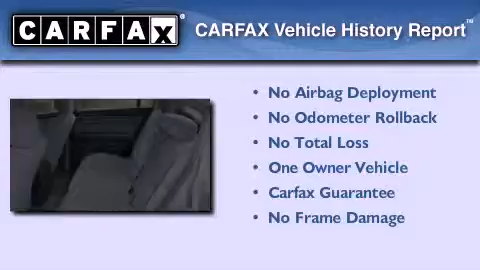 CARFAX® CARFAX Vehicle History Report™
• No Airbag Deployment
• No Odometer Rollback
• No Total Loss
• One Owner Vehicle
• Carfax Guarantee
• No Frame Damage